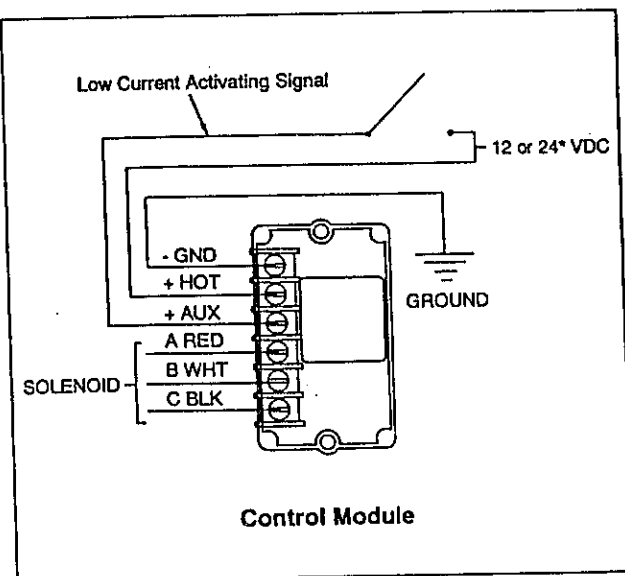 Low Current Activating Signal
12 or 24* VDC
- GND
+ HOT
GROUND
+ AUX
A RED
SOLENOID
B WHT
C BLK
Control Module